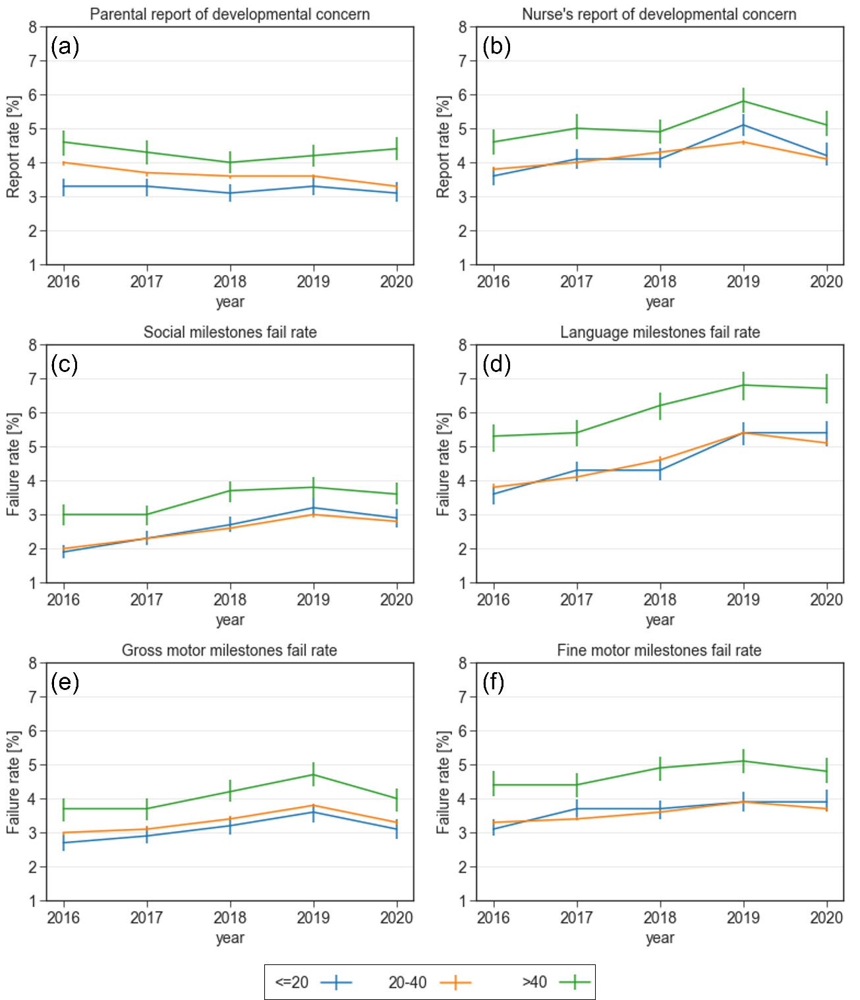 Parental report of developmental concern
(a)
8
7
6
5
4
3
2
1
Report rate [%]
2016 2017 2018 2019 2020
year
Nurse's report of developmental concern
(b)
8
7
6
5
4
3
2
1
Report rate [%]
2016 2017 2018 2019 2020
year
Social milestones fail rate
(c)
8
7
6
5
4
3
2
1
Failure rate [%]
2016 2017 2018 2019 2020
year
Language milestones fail rate
(d)
8
7
6
5
4
3
2
1
Failure rate [%]
2016 2017 2018 2019 2020
year
Gross motor milestones fail rate
(e)
8
7
6
5
4
3
2
1
Failure rate [%]
2016 2017 2018 2019 2020
year
Fine motor milestones fail rate
(f)
8
7
6
5
4
3
2
1
Failure rate [%]
2016 2017 2018 2019 2020
year
<=20 20-40 >40